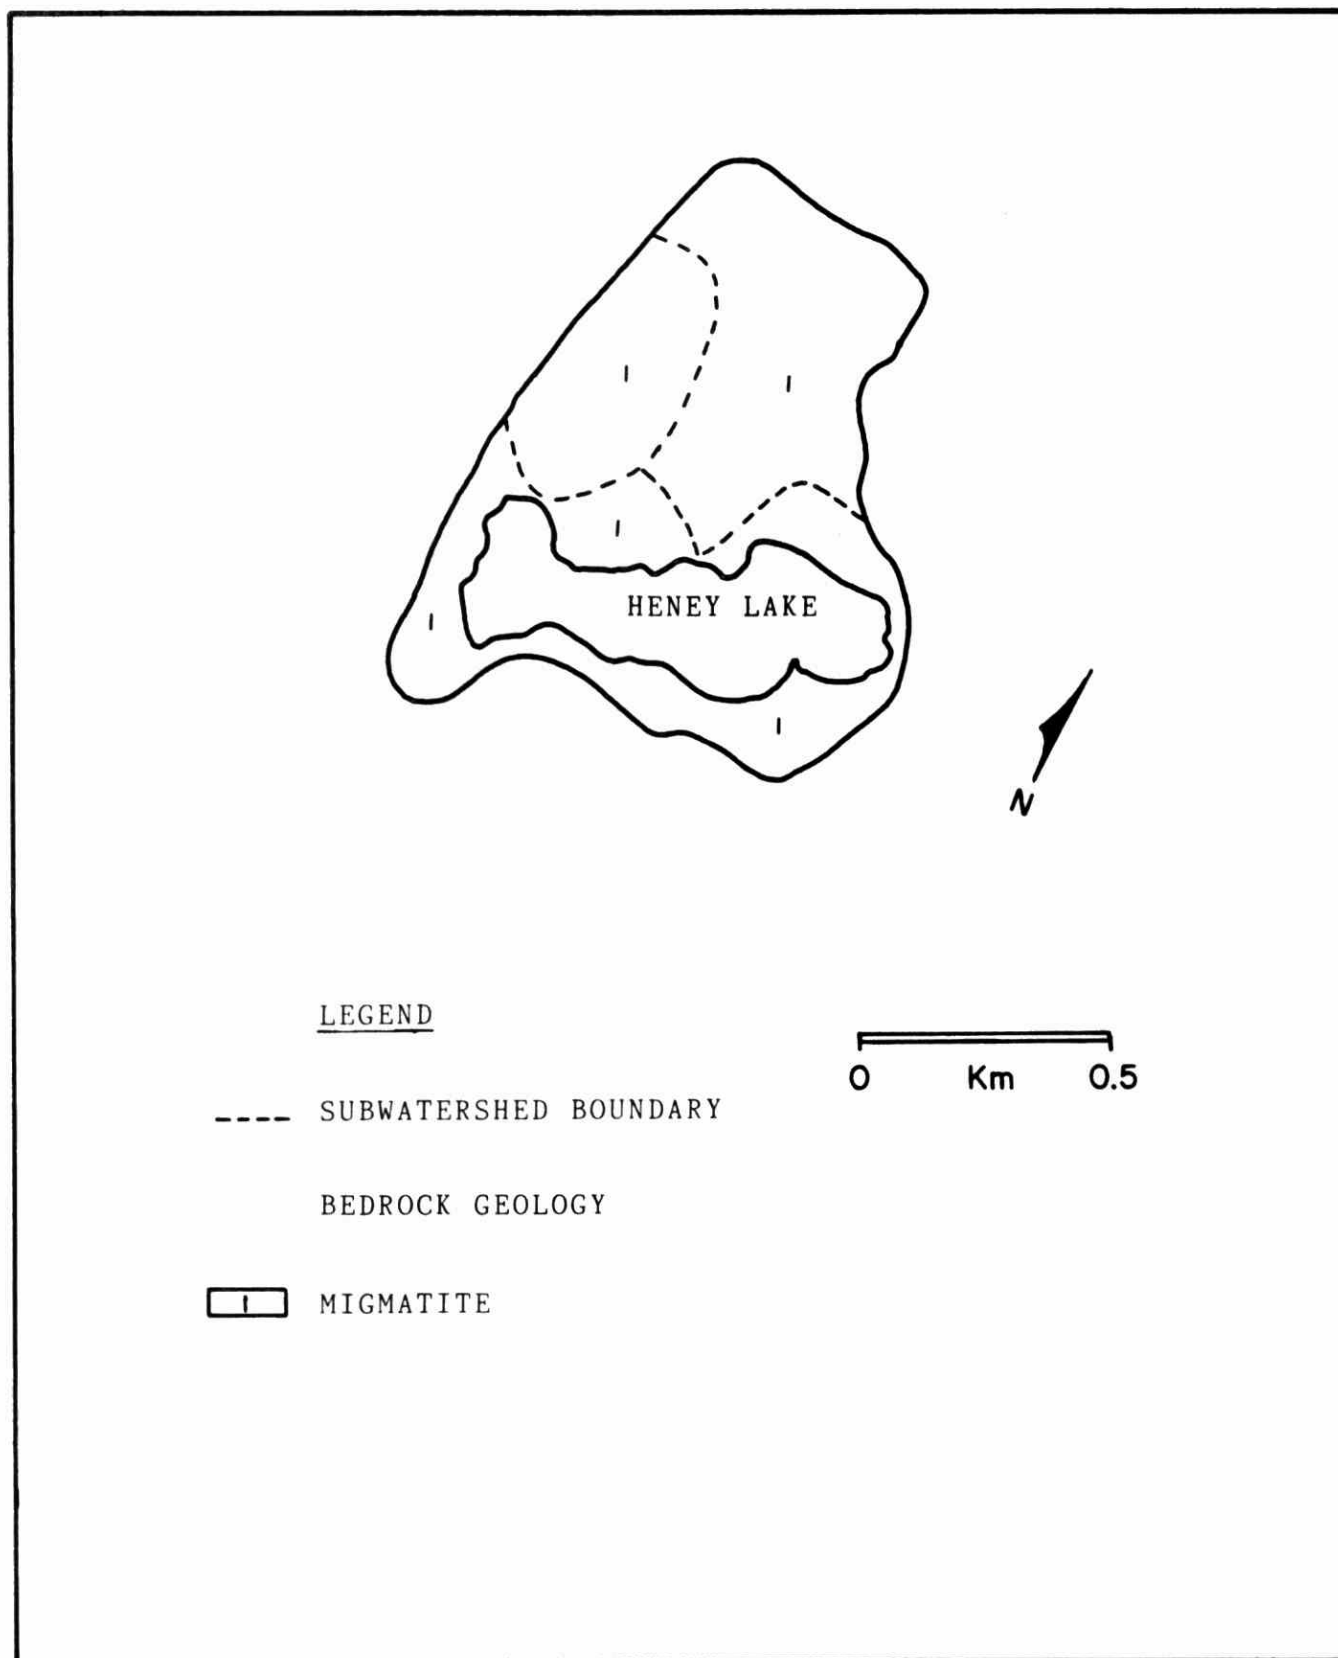 I
I
I
HENEY LAKE
I
I
N
LEGEND
0 Km 0.5
SUBWATERSHED BOUNDARY
BEDROCK GEOLOGY
I MIGMATITE